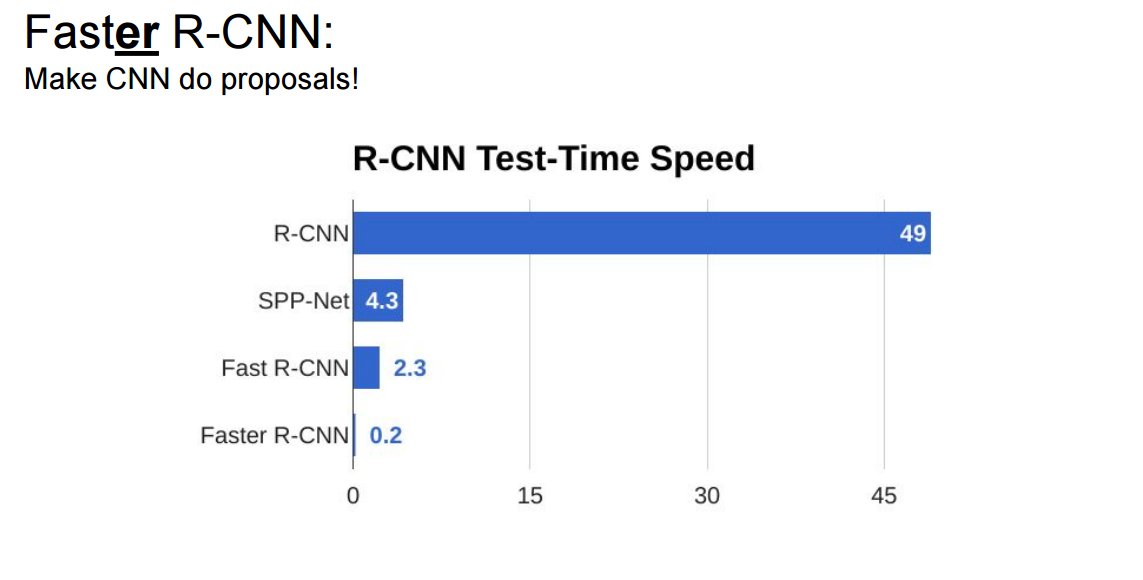 Faster R-CNN:
Make CNN do proposals!
R-CNN Test-Time Speed
R-CNN 49
SPP-Net 4.3
Fast R-CNN 2.3
Faster R-CNN 0.2
0 15 30 45